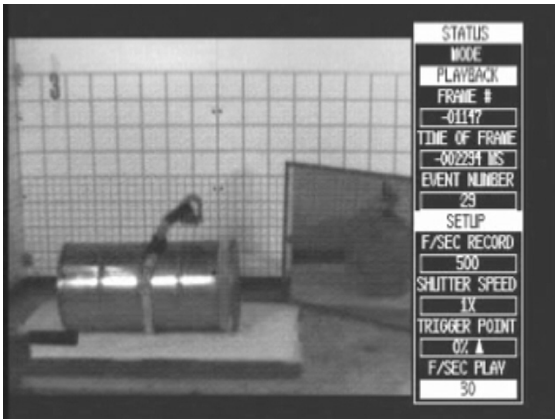 STATUS
MODE
PLAYBACK
FRAME #
-01147
TIME OF FRAME
-002294 MS
EVENT NUMBER
29
SETUP
F/SEC RECORD
500
SHUTTER SPEED
1X
TRIGGER POINT
0% ▲
F/SEC PLAY
30